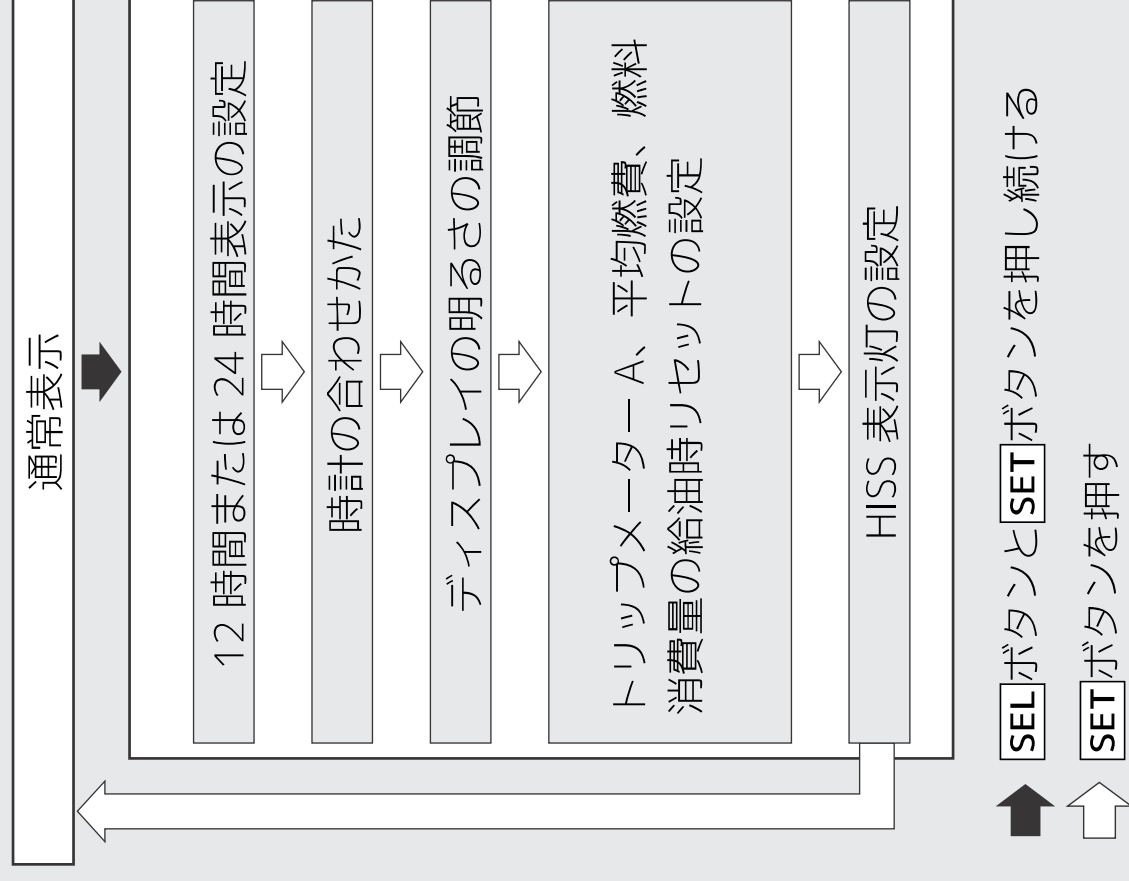 通常表示
12 時間または 24 時間表示の設定
時計の合わせかた
ディスプレイの明るさの調節
トリップメーター A、平均燃費、燃料
消費量の給油時リセットの設定
HISS 表示灯の設定
SELボタンとSETボタンを押し続ける
SETボタンを押す